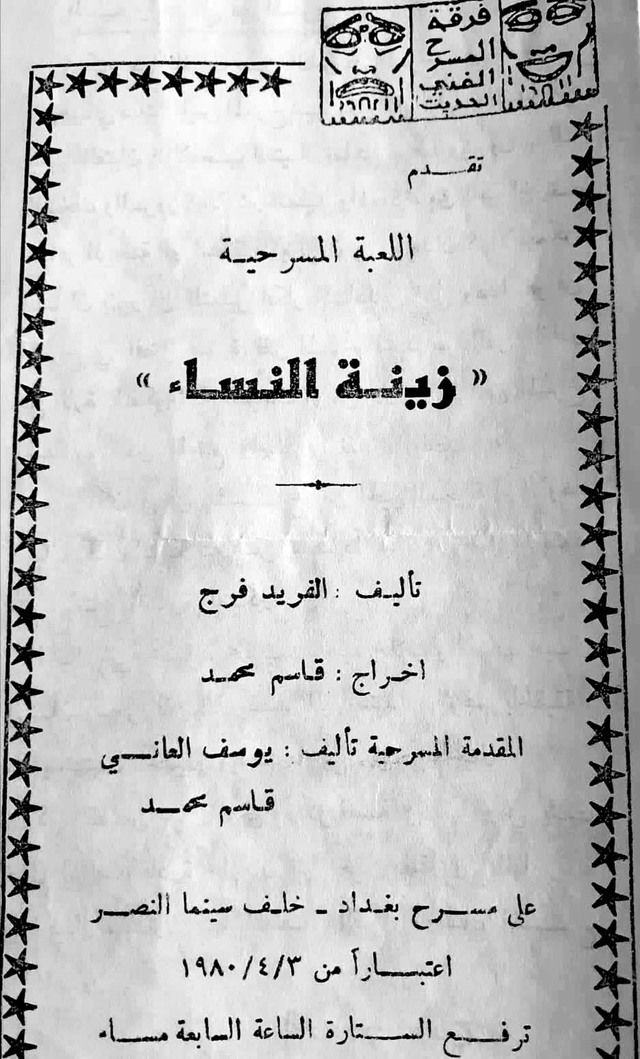 فرقة
المسرح
الفني
الحديث
تقدم
اللعبة المسرحية
« زينة النساء »
تأليف : الفريد فرج
اخراج : قاسم محمد
المقدمة المسرحية تأليف : يوسف العاني
قاسم محمد
على مسرح بغداد - خلف سينما النصر
اعتباراً من ١٩٨٠/٤/٣
ترفع الستارة الساعة السابعة مساء